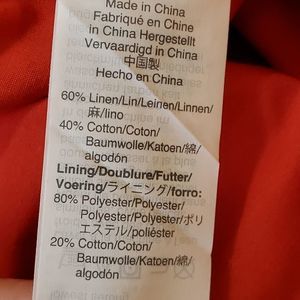 Made in China
Fabriqué en Chine
in China Hergestellt
Vervaardigd in China
中国製
Hecho en China
60% Linen/Lin/Leinen/Linnen/
麻/lino
40% Cotton/Coton/
Baumwolle/Katoen/綿/
algodón
Lining/Doublure/Futter/
Voering/ライニング/forro:
80% Polyester/Polyester/
Polyester/Polyester/ポリ
エステル/poliéster
20% Cotton/Coton/
Baumwolle/Katoen/綿/
algodón